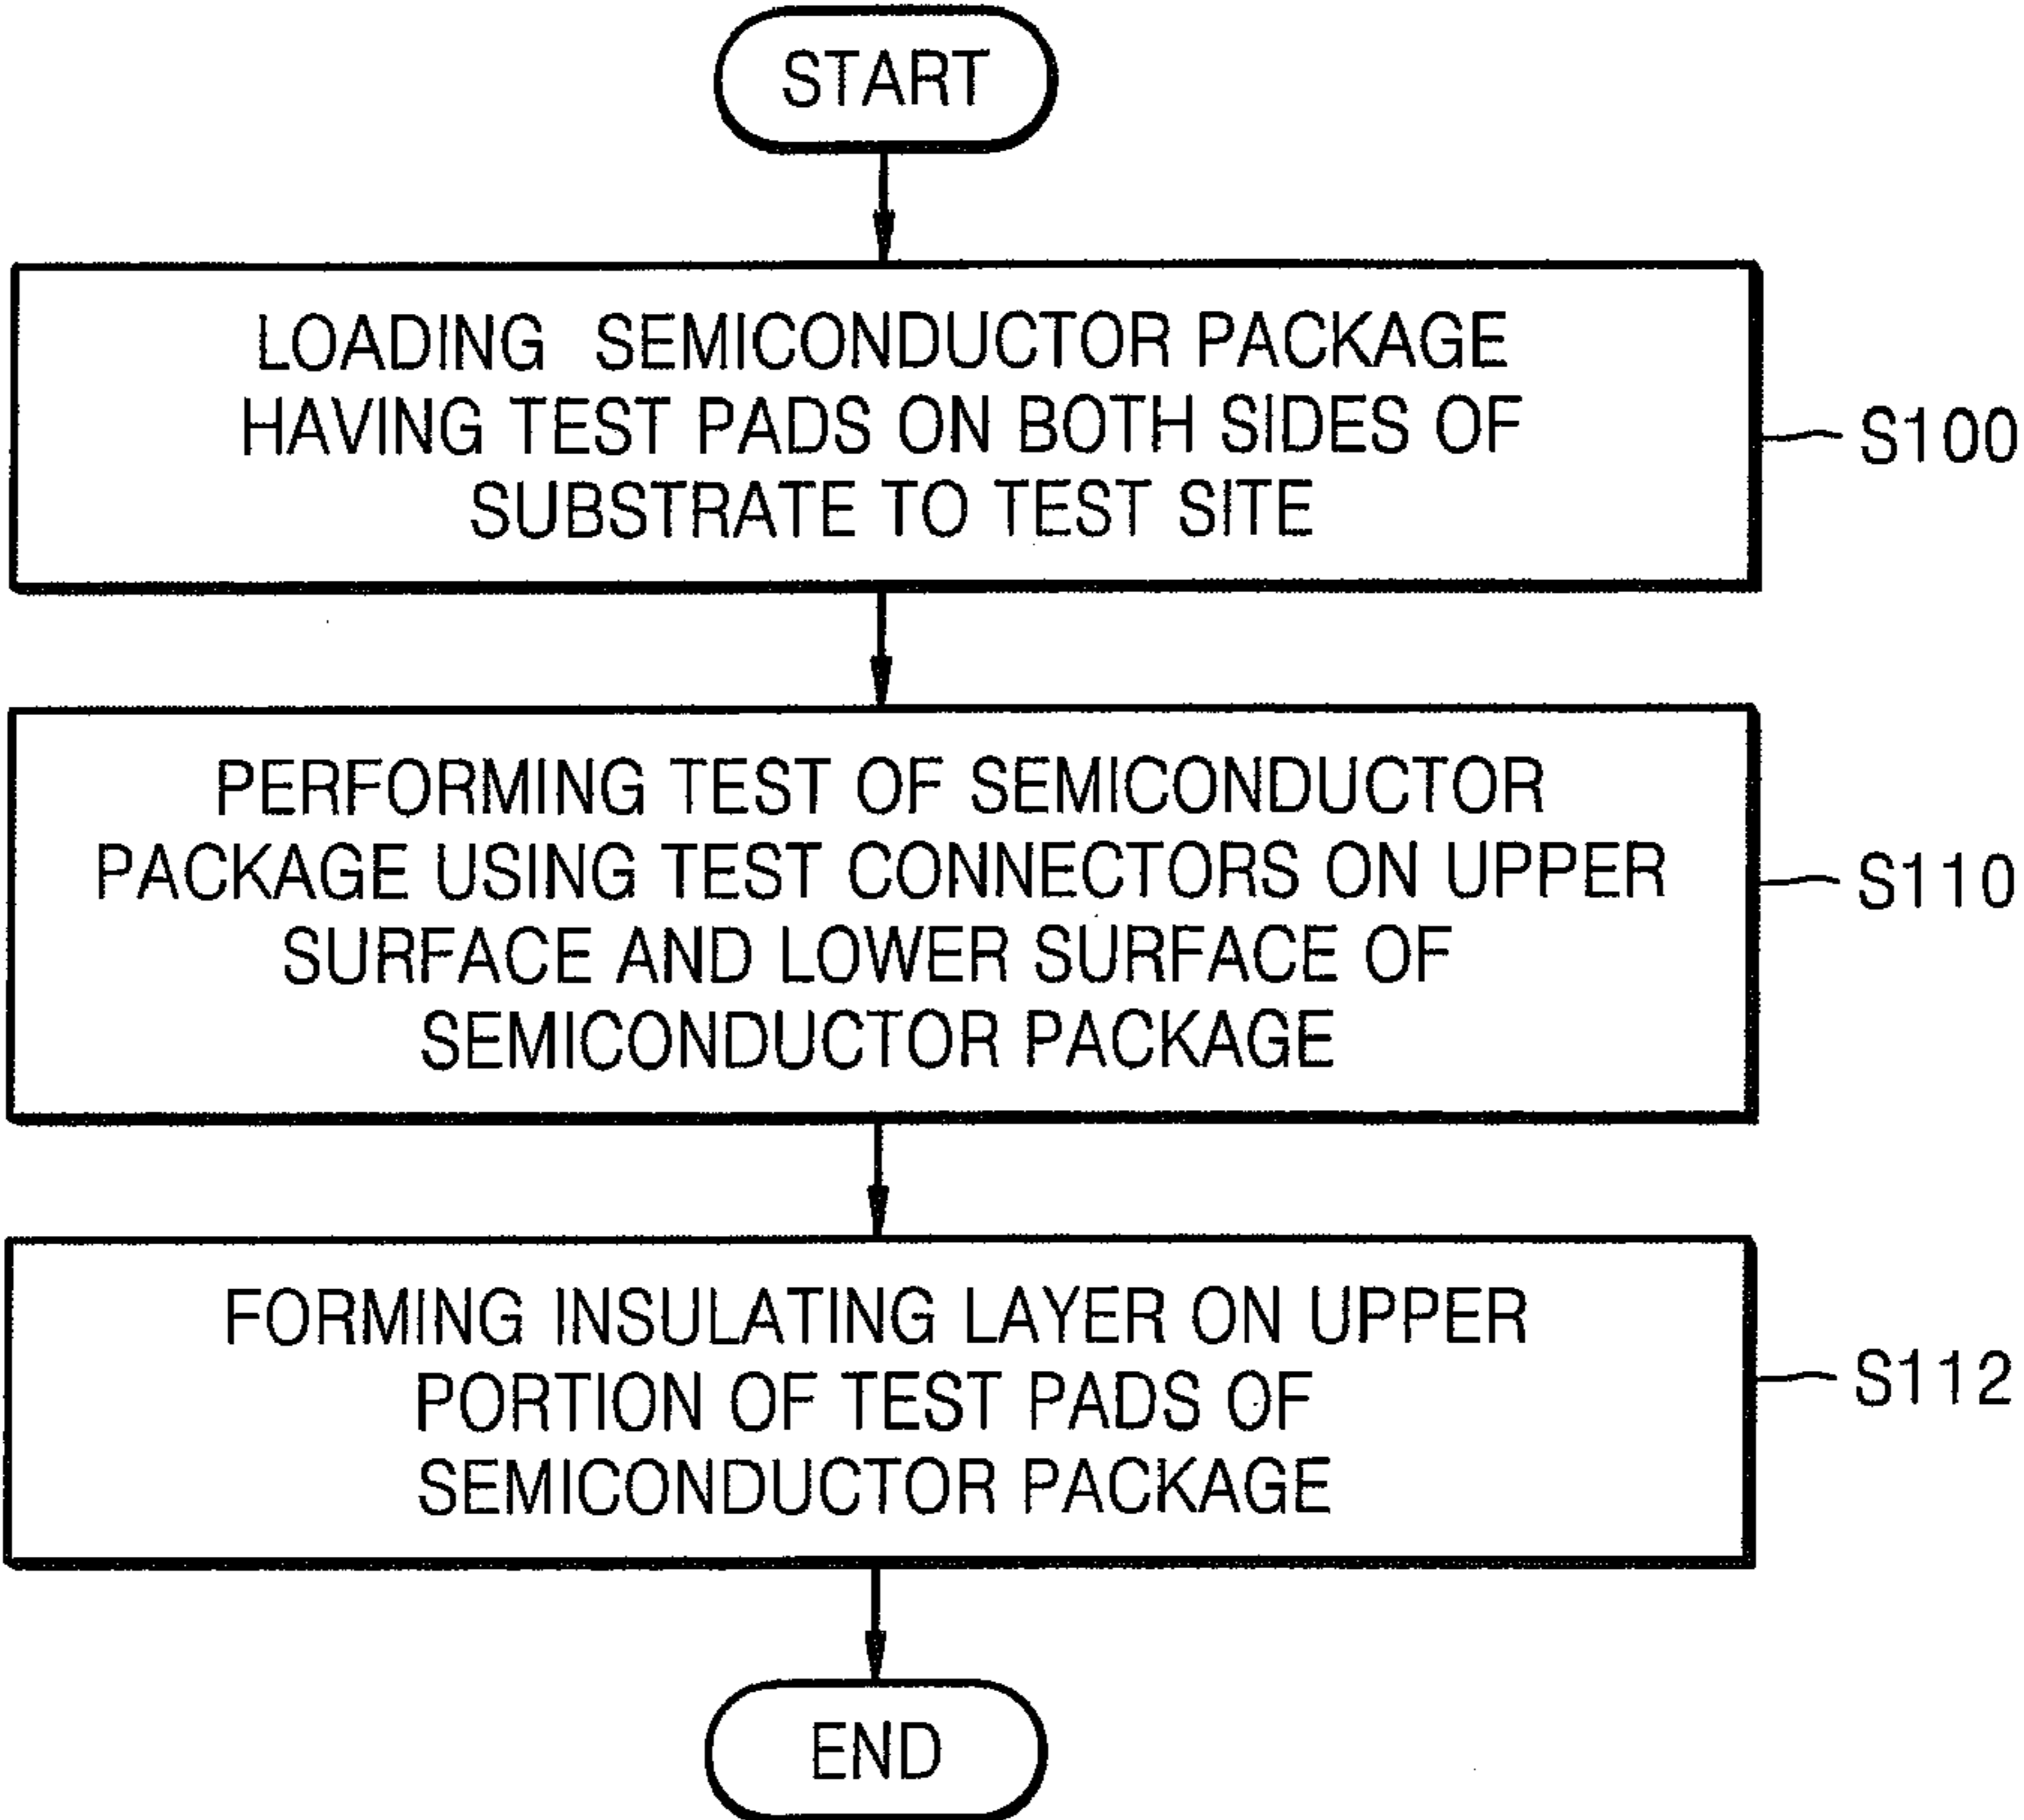 START
LOADING SEMICONDUCTOR PACKAGE
HAVING TEST PADS ON BOTH SIDES OF
SUBSTRATE TO TEST SITE
S100
PERFORMING TEST OF SEMICONDUCTOR
PACKAGE USING TEST CONNECTORS ON UPPER
SURFACE AND LOWER SURFACE OF
SEMICONDUCTOR PACKAGE
S110
FORMING INSULATING LAYER ON UPPER
PORTION OF TEST PADS OF
SEMICONDUCTOR PACKAGE
S112
END